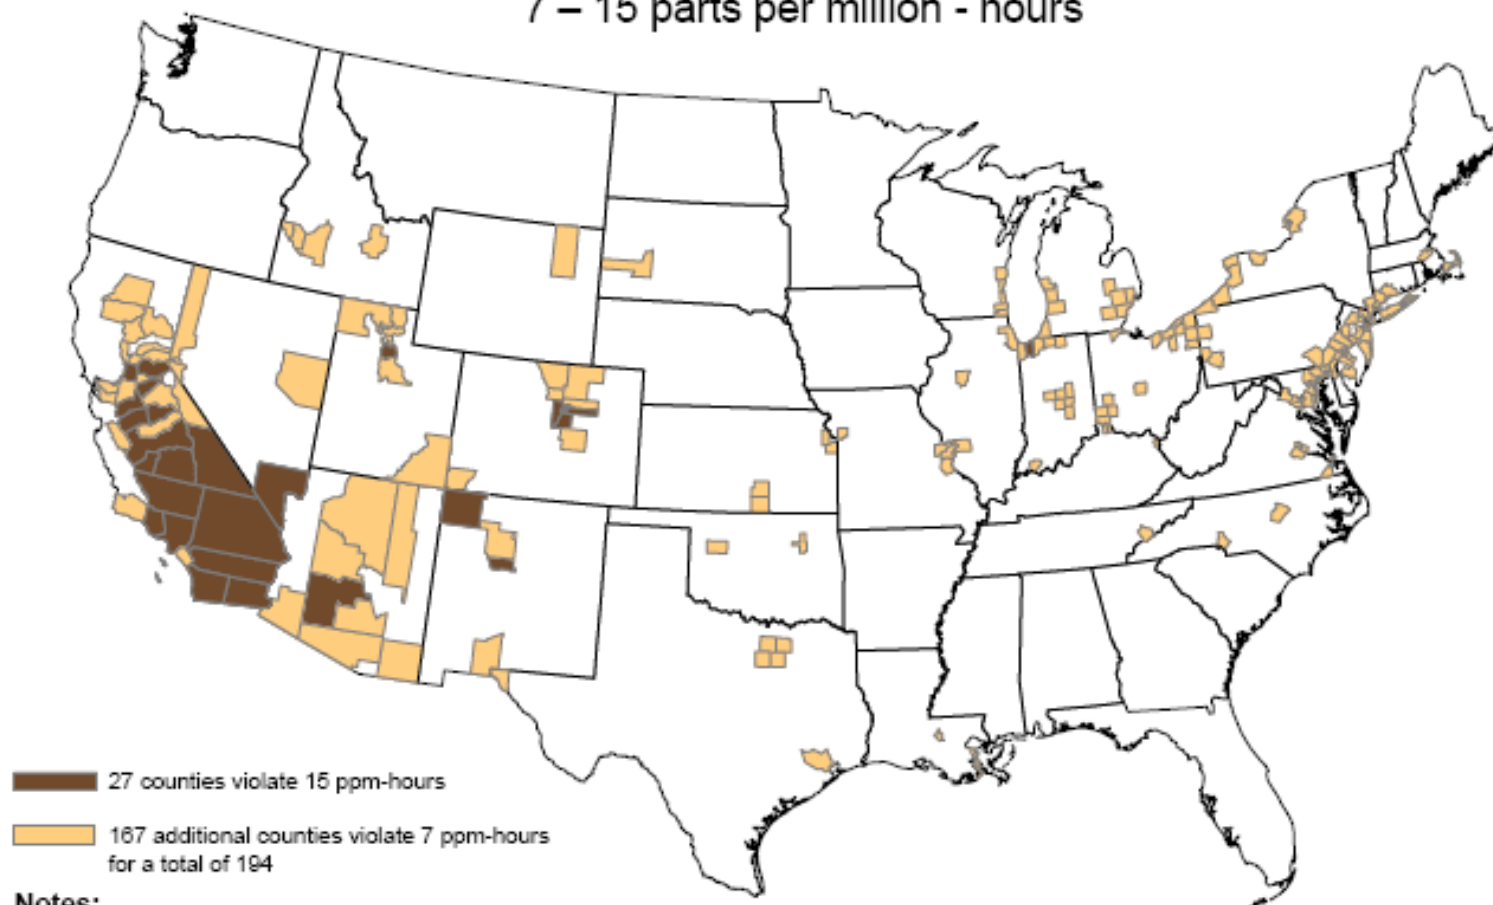 7 – 15 parts per million - hours
27 counties violate 15 ppm-hours
167 additional counties violate 7 ppm-hours
for a total of 194
Notes: